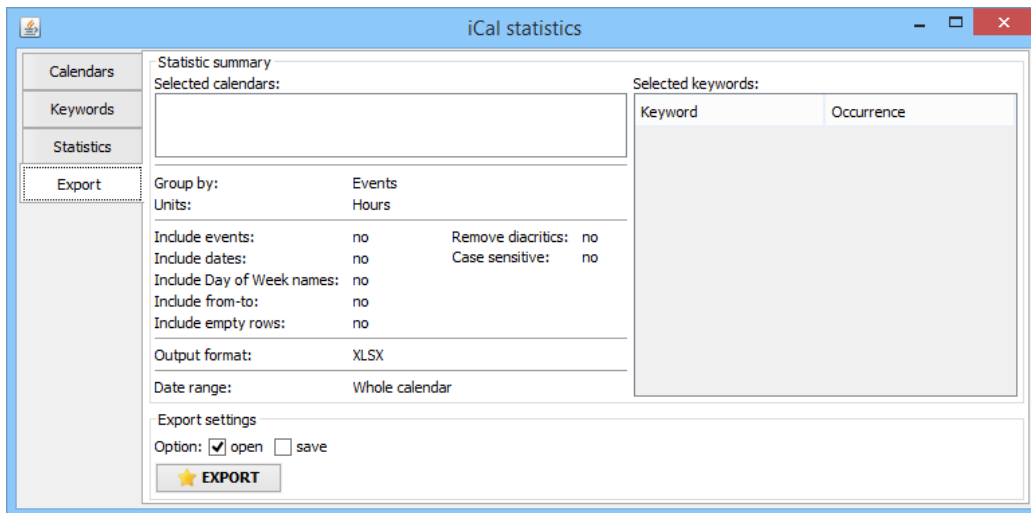 iCal statistics
Calendars
Keywords
Statistics
Export
Statistic summary
Selected calendars:
Selected keywords:
Keyword Occurrence
Group by: Events
Units: Hours
Include events: no Remove diacritics: no
Include dates: no Case sensitive: no
Include Day of Week names: no
Include from-to: no
Include empty rows: no
Output format: XLSX
Date range: Whole calendar
Export settings
Option: open save
EXPORT